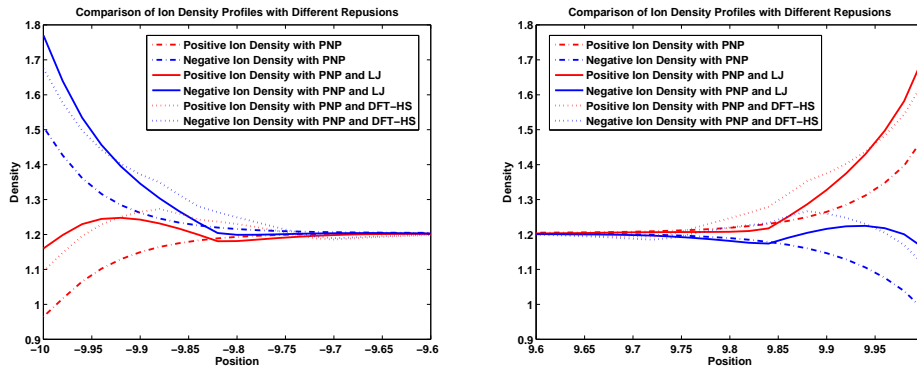 Comparison of Ion Density Profiles with Different Repusions
1.8
1.7
1.6
1.5
1.4
1.3
1.2
1.1
1
0.9
Density
Positive Ion Density with PNP
Negative Ion Density with PNP
Positive Ion Density with PNP and LJ
Negative Ion Density with PNP and LJ
Positive Ion Density with PNP and DFT−HS
Negative Ion Density with PNP and DFT−HS
−10 −9.95 −9.9 −9.85 −9.8 −9.75 −9.7 −9.65 −9.6
Position
Comparison of Ion Density Profiles with Different Repusions
1.8
1.7
1.6
1.5
1.4
1.3
1.2
1.1
1
0.9
Density
Positive Ion Density with PNP
Negative Ion Density with PNP
Positive Ion Density with PNP and LJ
Negative Ion Density with PNP and LJ
Positive Ion Density with PNP and DFT−HS
Negative Ion Density with PNP and DFT−HS
9.6 9.65 9.7 9.75 9.8 9.85 9.9 9.95
Position